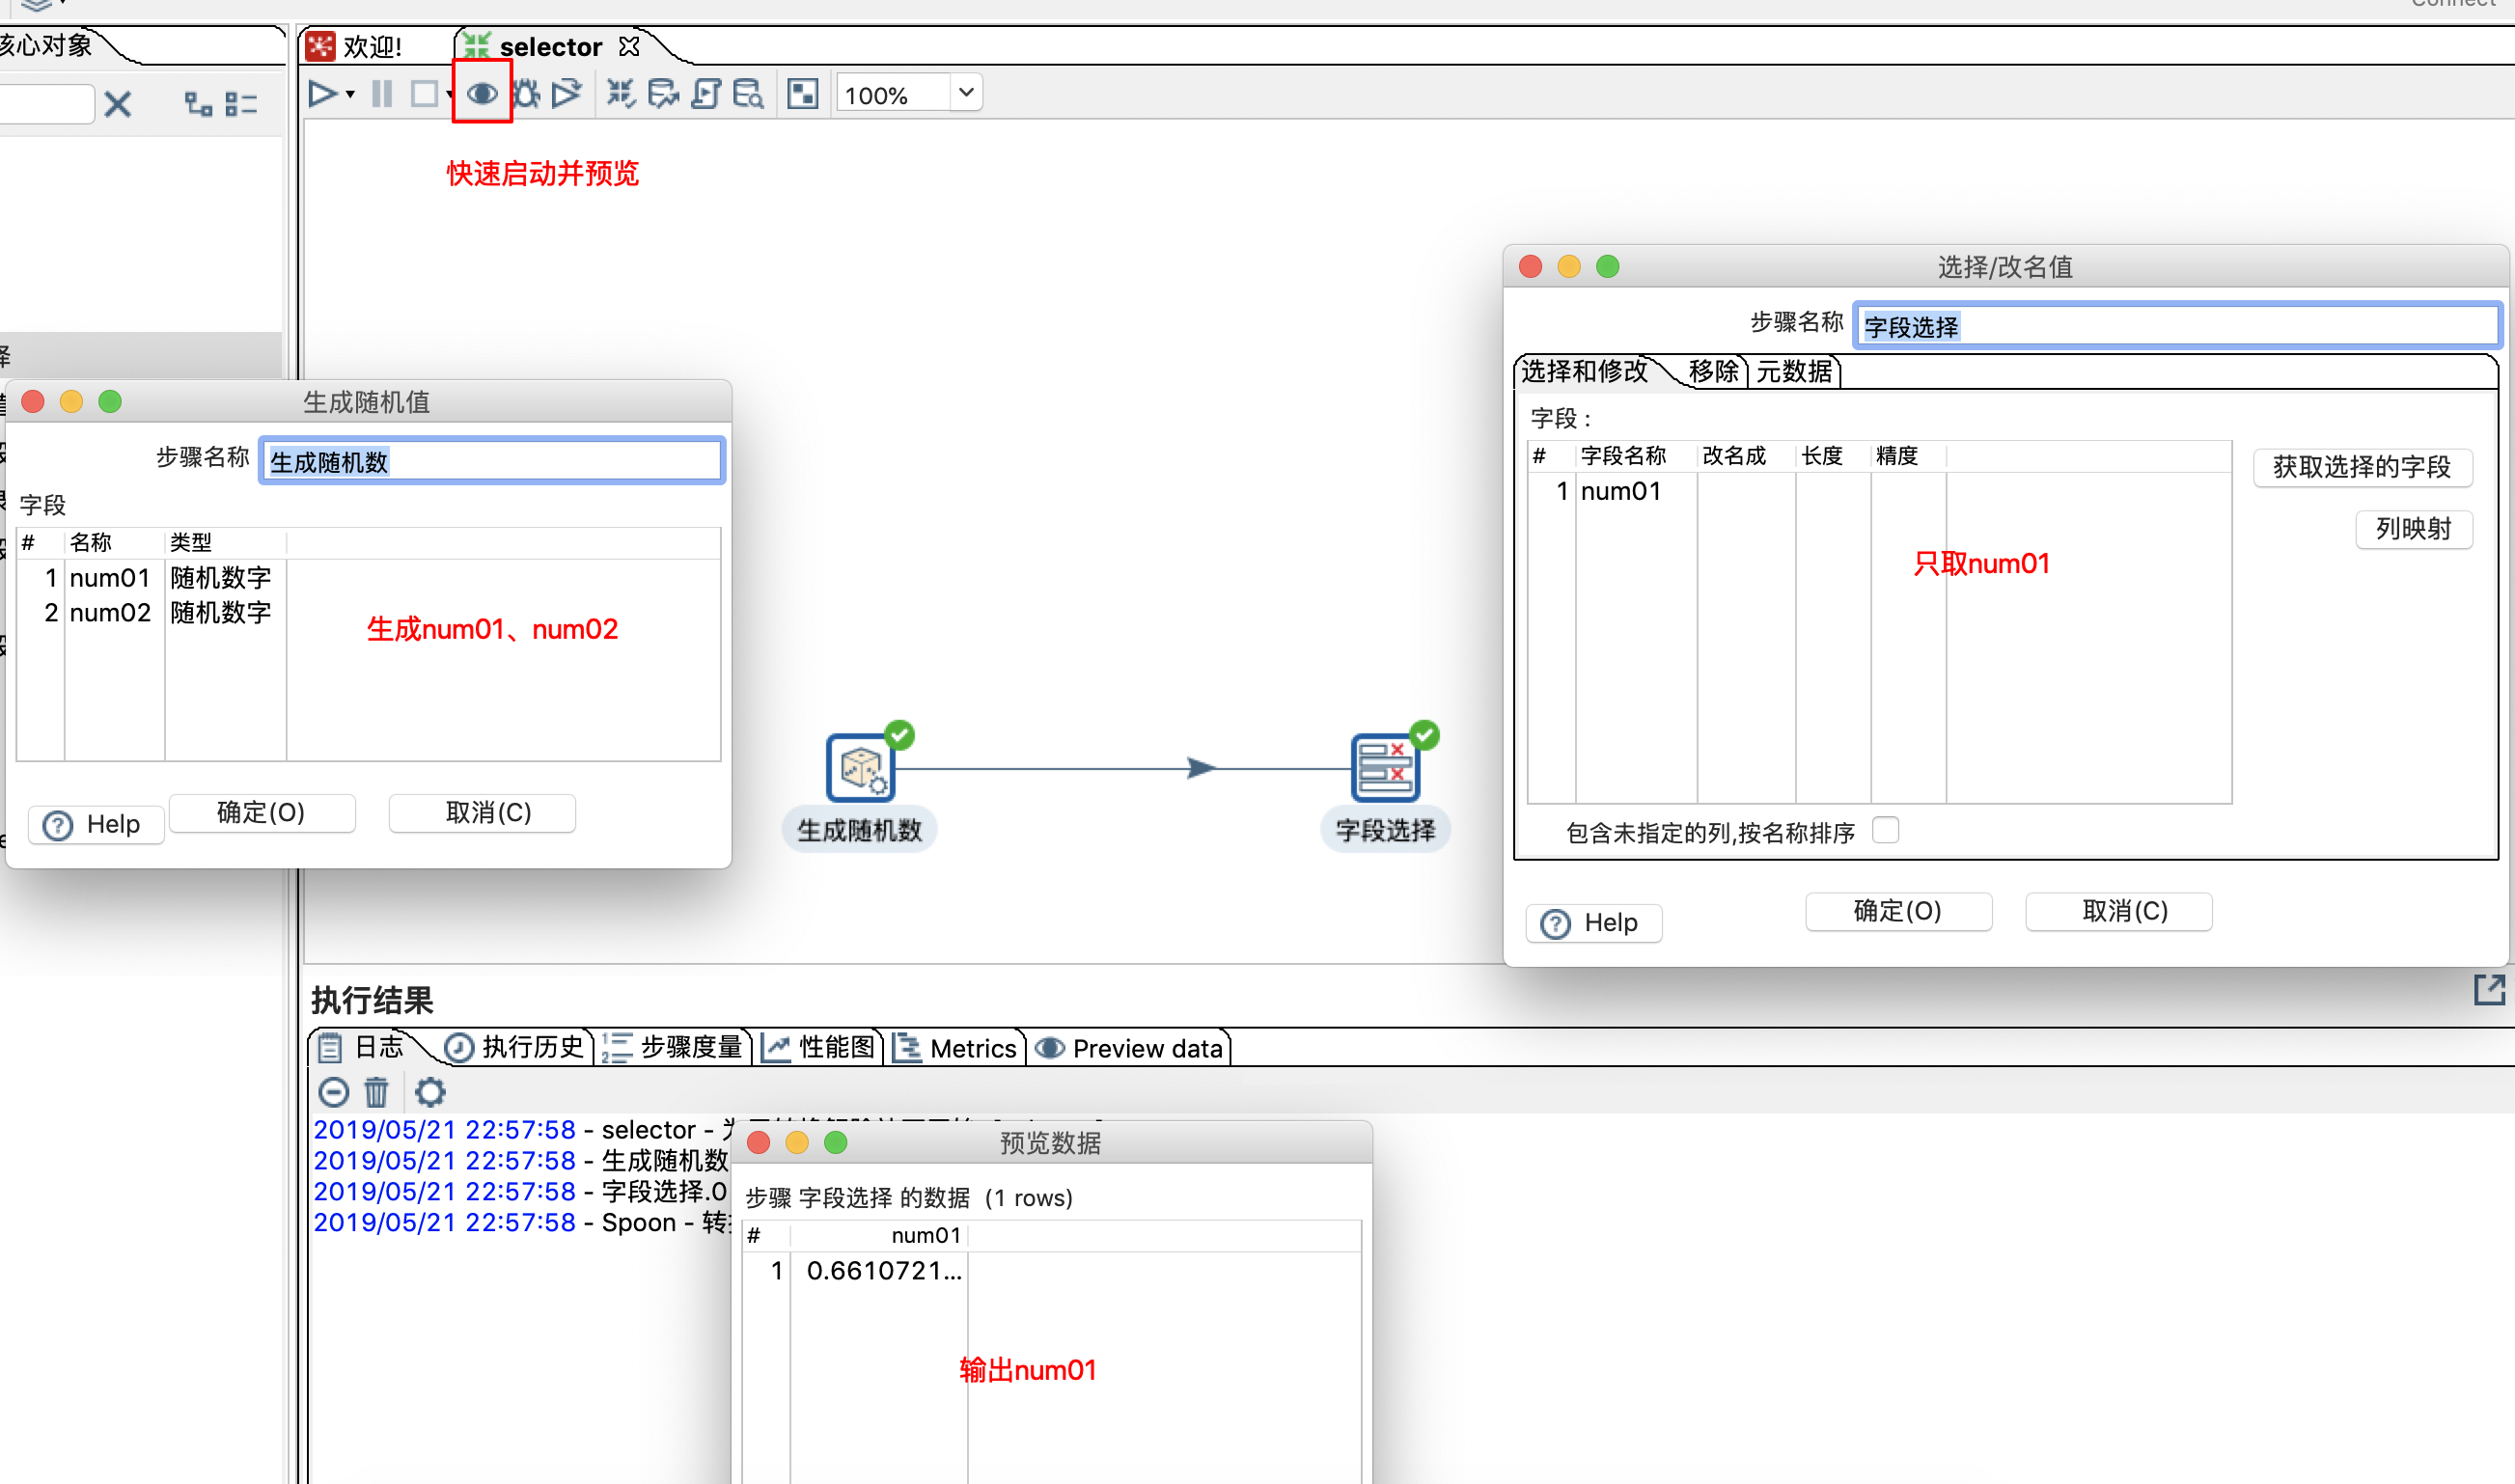 核心对象
欢迎!
selector
100%
快速启动并预览
择
生成随机值
步骤名称
生成随机数
字段
# 名称 类型
1 num01 随机数字
2 num02 随机数字
生成num01、num02
Help
确定(O)
取消(C)
生成随机数
字段选择
选择/改名值
步骤名称
字段选择
选择和修改
移除
元数据
字段 :
# 字段名称 改名成 长度 精度
1 num01
只取num01
获取选择的字段
列映射
包含未指定的列,按名称排序
Help
确定(O)
取消(C)
执行结果
日志
执行历史
步骤度量
性能图
Metrics
Preview data
2019/05/21 22:57:58 - selector -
2019/05/21 22:57:58 - 生成随机数
2019/05/21 22:57:58 - 字段选择.0
2019/05/21 22:57:58 - Spoon - 转
预览数据
步骤 字段选择 的数据 (1 rows)
# num01
1 0.6610721...
输出num01